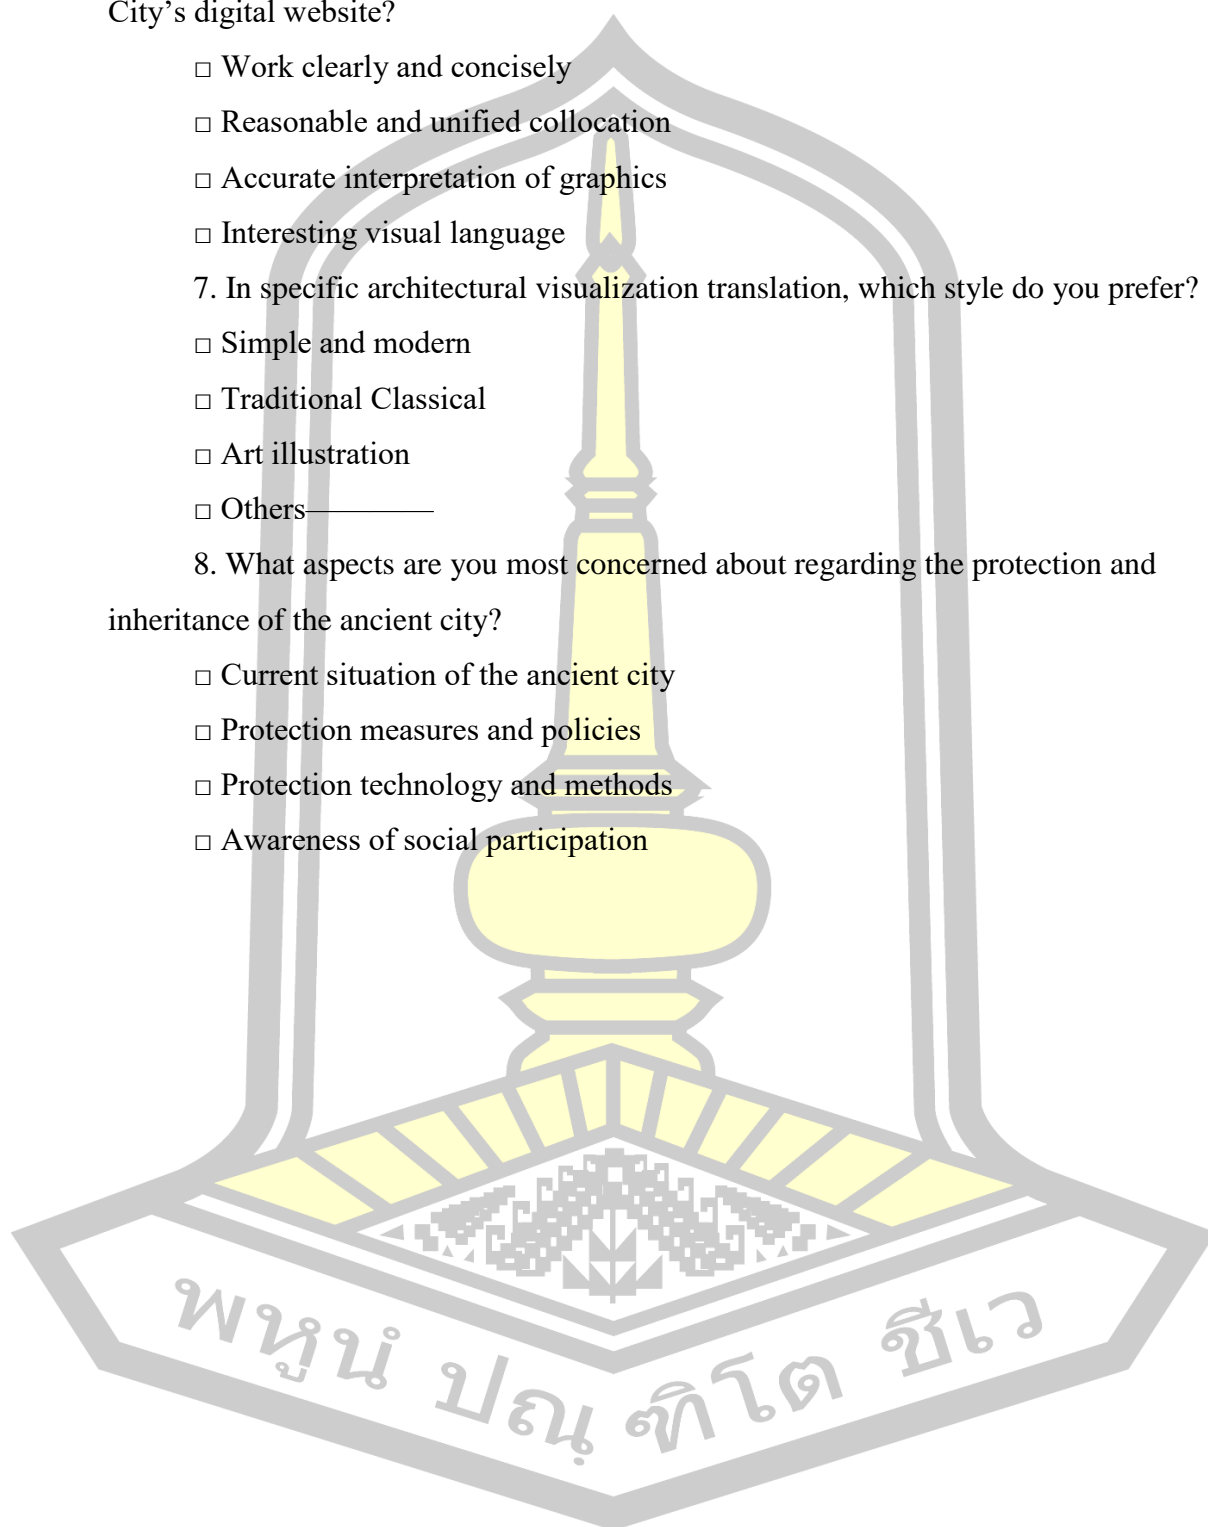 City’s digital website?
□ Work clearly and concisely
□ Reasonable and unified collocation
□ Accurate interpretation of graphics
□ Interesting visual language
7. In specific architectural visualization translation, which style do you prefer?
□ Simple and modern
□ Traditional Classical
□ Art illustration
□ Others————
8. What aspects are you most concerned about regarding the protection and
inheritance of the ancient city?
□ Current situation of the ancient city
□ Protection measures and policies
□ Protection technology and methods
□ Awareness of social participation
พหูนํ ปณฺฑิโต ชีเว